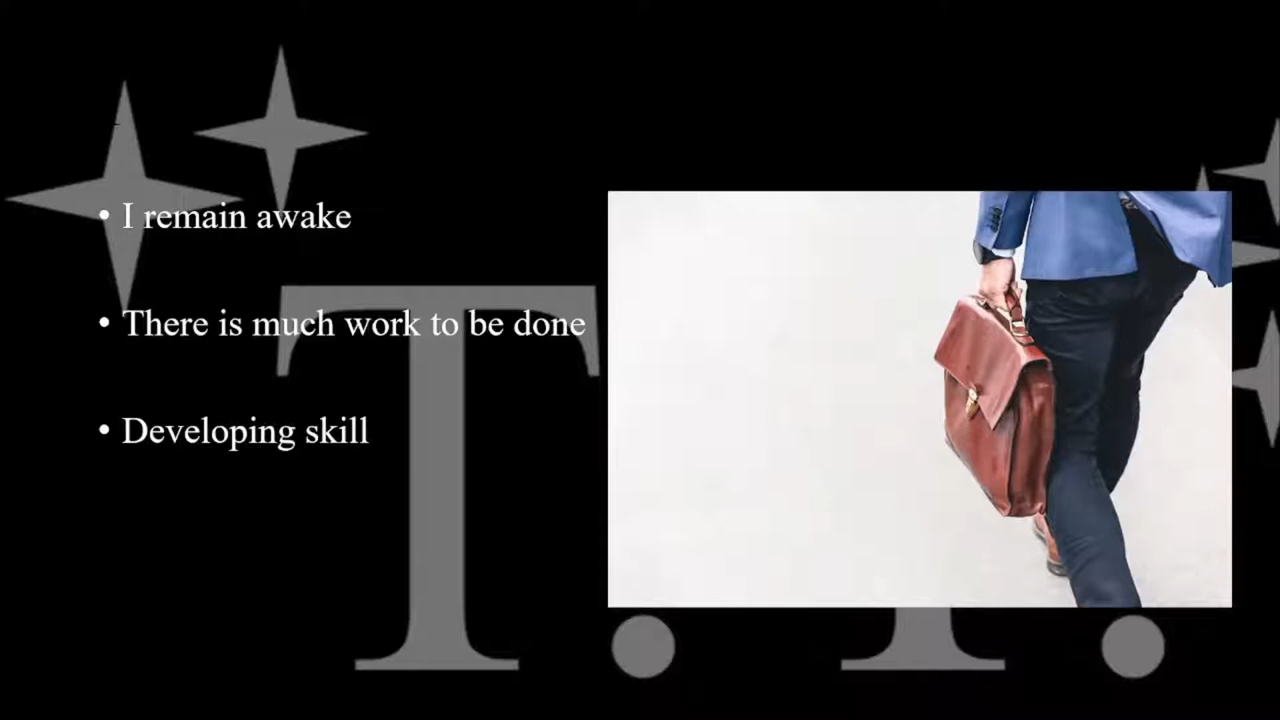 • I remain awake
• There is much work to be done
• Developing skill
T. T.